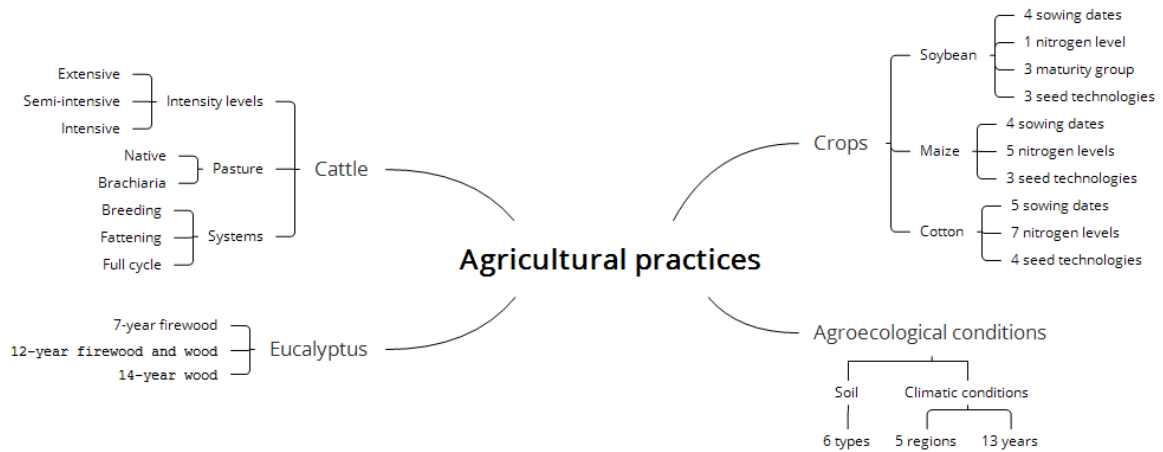 Agricultural practices
Cattle
Intensity levels
Extensive
Semi-intensive
Intensive
Pasture
Native
Brachiaria
Systems
Breeding
Fattening
Full cycle
Eucalyptus
7-year firewood
12-year firewood and wood
14-year wood
Crops
Soybean
4 sowing dates
1 nitrogen level
3 maturity group
3 seed technologies
Maize
4 sowing dates
5 nitrogen levels
3 seed technologies
Cotton
5 sowing dates
7 nitrogen levels
4 seed technologies
Agroecological conditions
Soil
6 types
Climatic conditions
5 regions
13 years